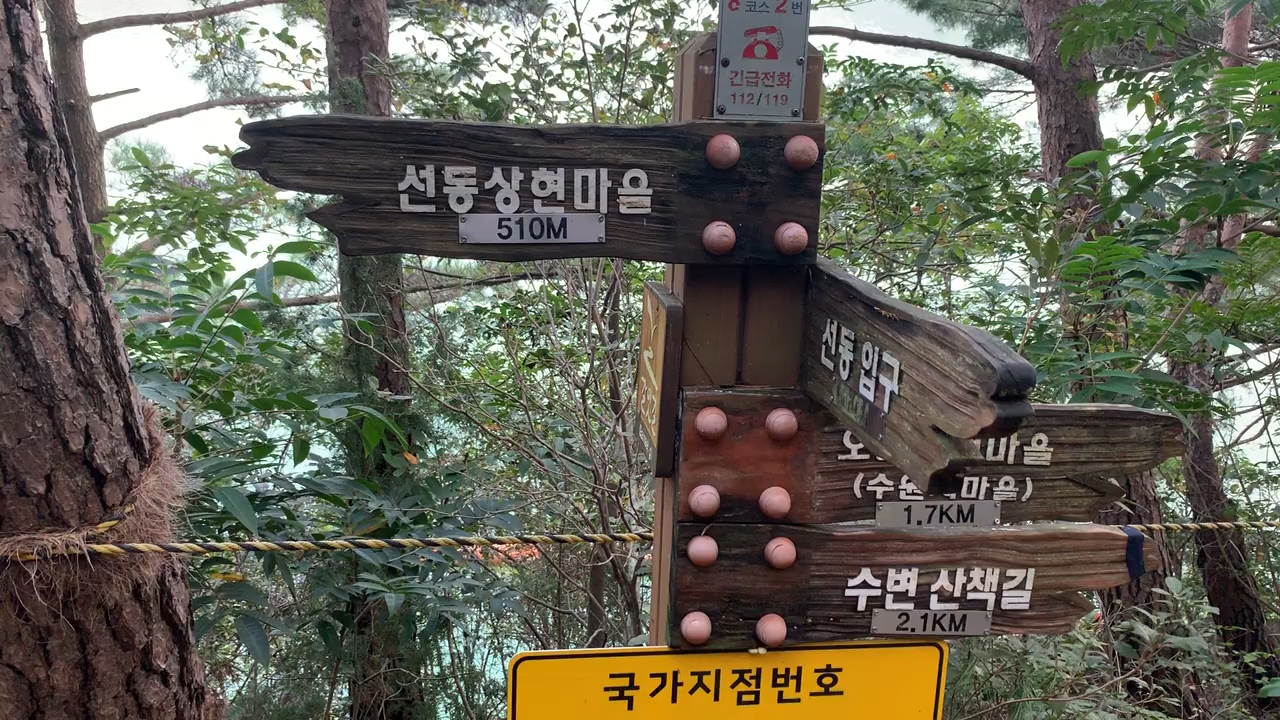 8 코스 2 번
긴급전화
112/119
선동상현마을
510M
선동 입구
마을
1.7KM
수변 산책길
2.1KM
국가지점번호